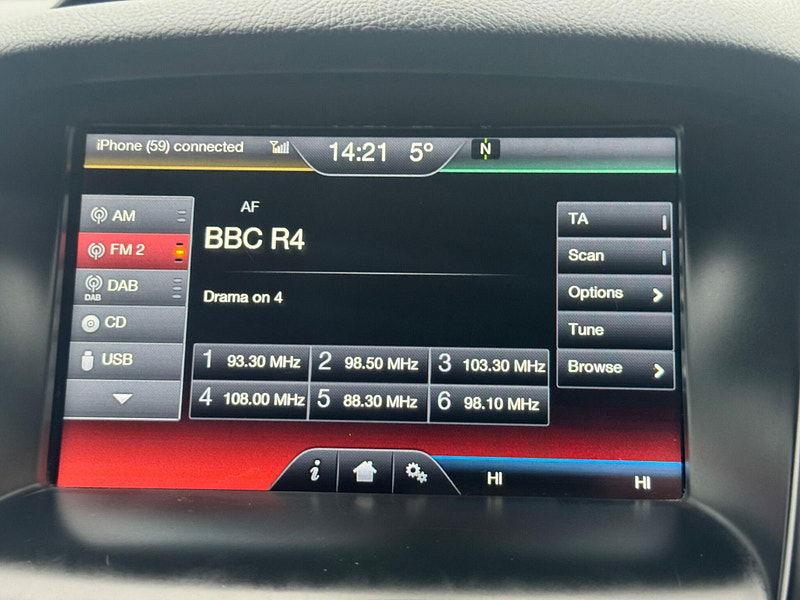 iPhone (59) connected
14:21 5° N
AM
FM 2
DAB
DAB
CD
USB
AF
BBC R4
Drama on 4
1 93.30 MHz 2 98.50 MHz 3 103.30 MHz
4 108.00 MHz 5 88.30 MHz 6 98.10 MHz
TA
Scan
Options
Tune
Browse
i
HI HI